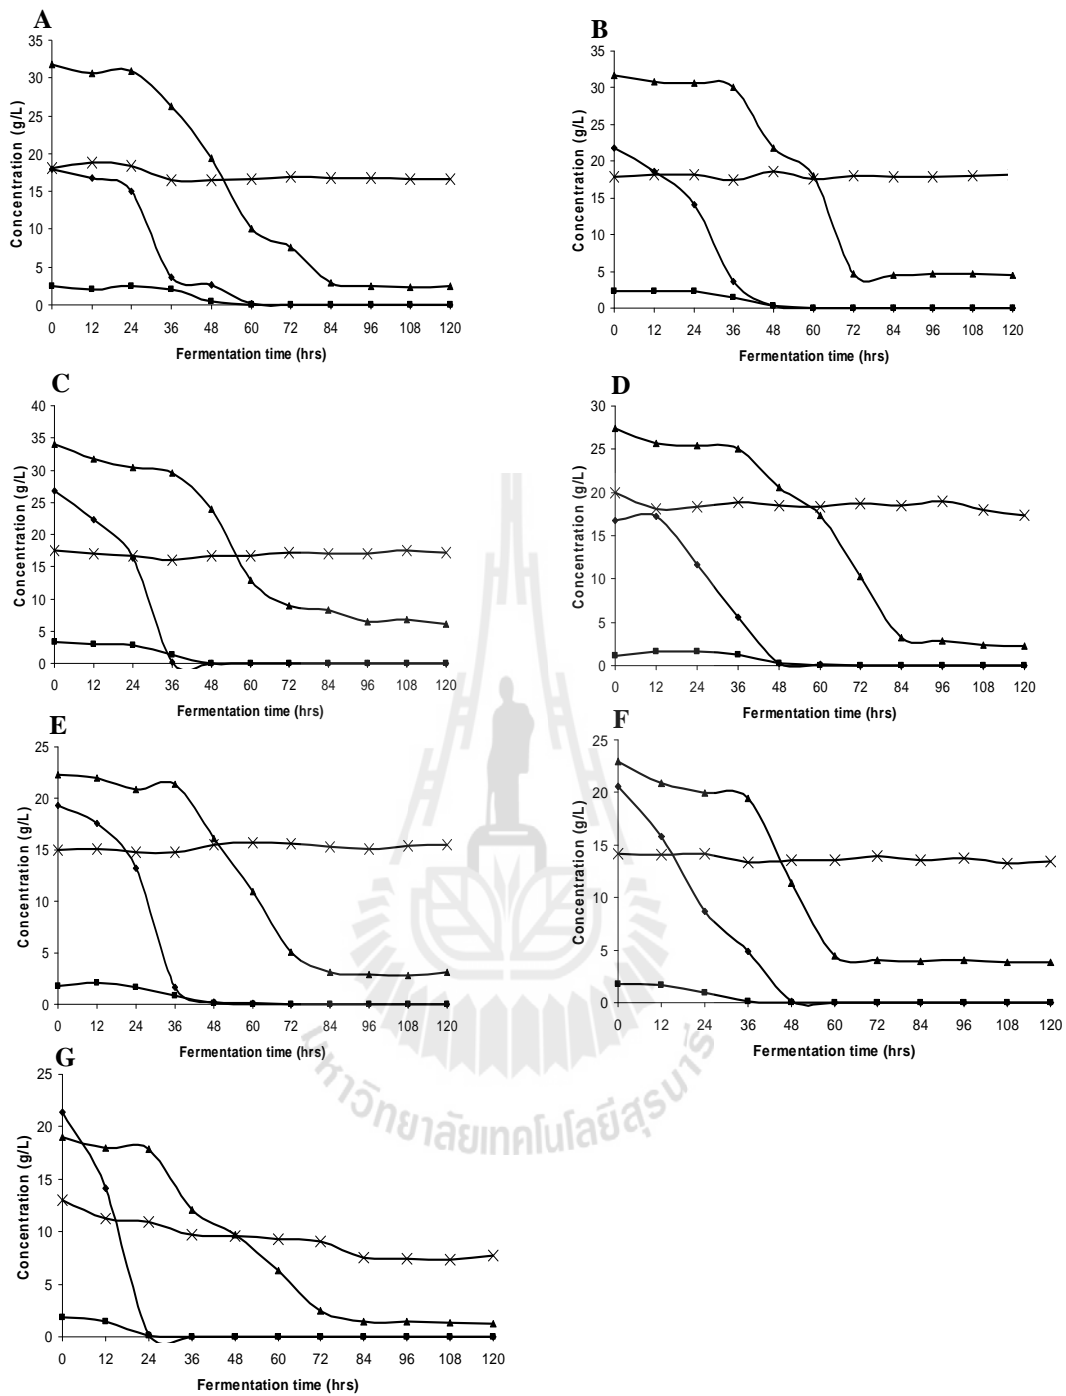 A
35
30
25
20
15
10
5
0
Concentration (g/L)
0 12 24 36 48 60 72 84 96 108 120
Fermentation time (hrs)
B
35
30
25
20
15
10
5
0
Concentration (g/L)
0 12 24 36 48 60 72 84 96 108 120
Fermentation time (hrs)
C
40
35
30
25
20
15
10
5
0
Concentration (g/L)
0 12 24 36 48 60 72 84 96 108 120
Fermentation time (hrs)
D
30
25
20
15
10
5
0
Concentration (g/L)
0 12 24 36 48 60 72 84 96 108 120
Fermentation time (hrs)
E
25
20
15
10
5
0
Concentration (g/L)
0 12 24 36 48 60 72 84 96 108 120
Fermentation time (hrs)
F
25
20
15
10
5
0
Concentration (g/L)
0 12 24 36 48 60 72 84 96 108 120
Fermentation time (hrs)
G
25
20
15
10
5
0
Concentration (g/L)
0 12 24 36 48 60 72 84 96 108 120
Fermentation time (hrs)
มหาวิทยาลัยเทคโนโลยีสุรนารี